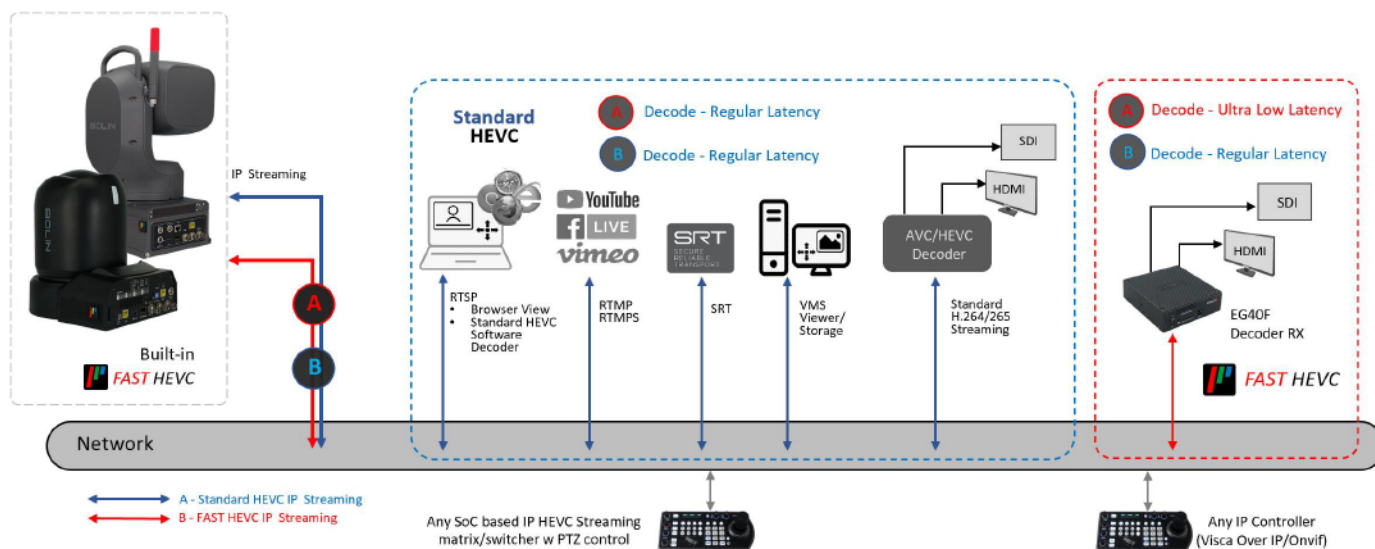 BOLIN
BOLIN
Built-in
FAST HEVC
IP Streaming
A
B
Standard
HEVC
A Decode - Regular Latency
B Decode - Regular Latency
YouTube
f LIVE
vimeo
SRT
SECURE
RELIABLE
TRANSPORT
AVC/HEVC
Decoder
SDI
HDMI
RTSP
• Browser View
• Standard HEVC
Software
Decoder
RTMP
RTMPS
SRT
VMS
Viewer/
Storage
Standard
H.264/265
Streaming
A Decode - Ultra Low Latency
B Decode - Regular Latency
SDI
HDMI
EG40F
Decoder RX
FAST HEVC
Network
A - Standard HEVC IP Streaming
B - FAST HEVC IP Streaming
Any SoC based IP HEVC Streaming
matrix/switcher w PTZ control
Any IP Controller
(Visca Over IP/Onvif)